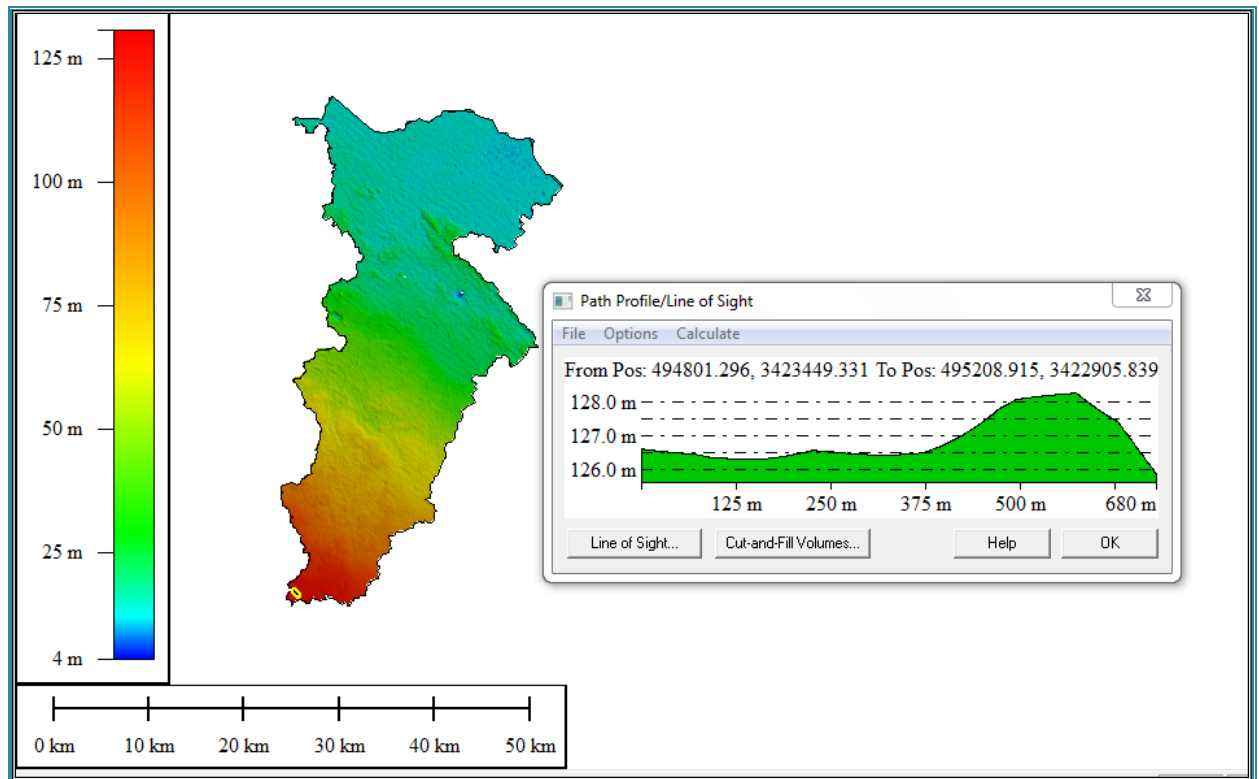 125 m
100 m
75 m
50 m
25 m
4 m
0 km 10 km 20 km 30 km 40 km 50 km
Path Profile/Line of Sight
File Options Calculate
From Pos: 494801.296, 3423449.331 To Pos: 495208.915, 3422905.839
128.0 m
127.0 m
126.0 m
125 m 250 m 375 m 500 m 680 m
Line of Sight... Cut-and-Fill Volumes... Help OK